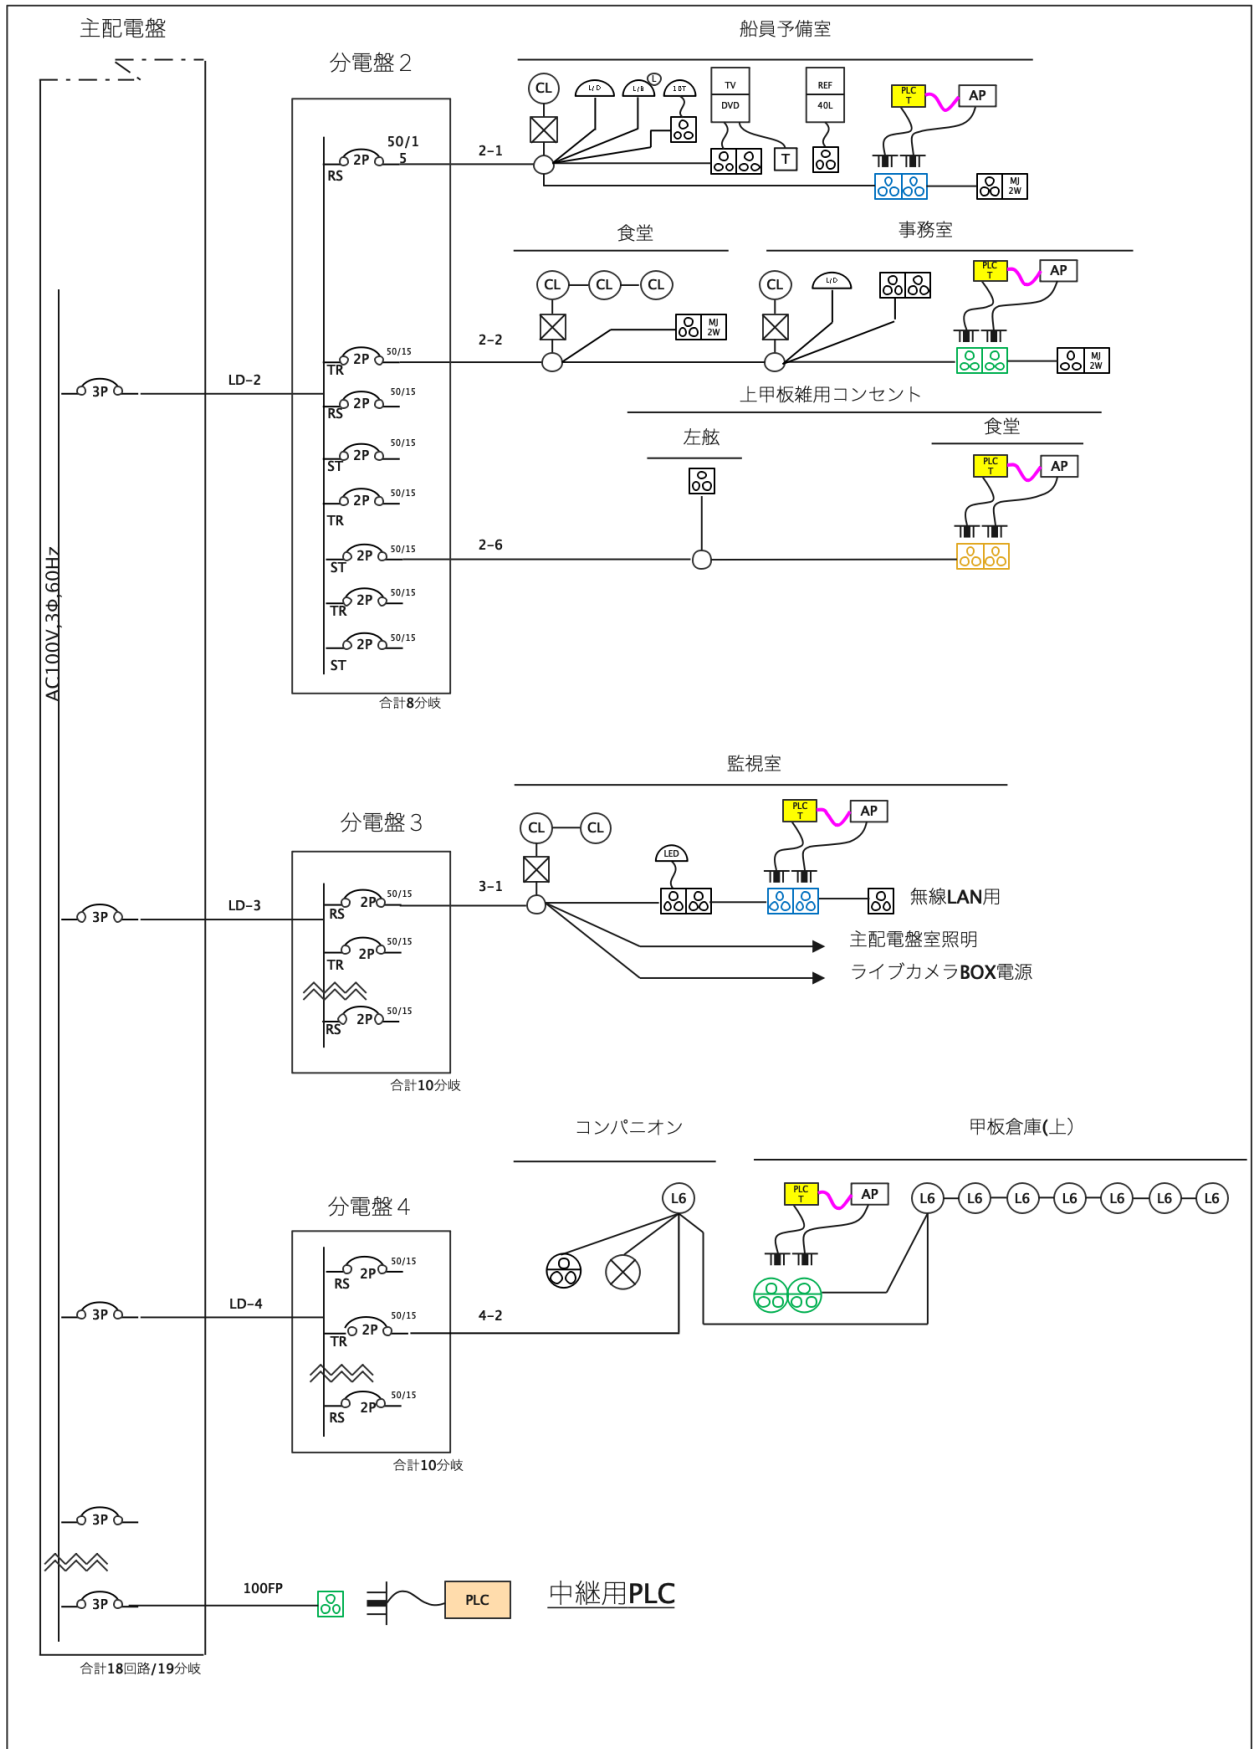 主配電盤
船員予備室
分電盤２
CL
L/D
L/B
L
TV
DVD
REF
40L
PLC
T
AP
50/1
5
2P
RS
2-1
T
MJ
2W
食堂
事務室
CL
CL
CL
CL
L/D
PLC
T
AP
MJ
2W
50/15
2P
TR
2-2
MJ
2W
3P
LD-2
50/15
2P
RS
上甲板雑用コンセント
左舷
食堂
50/15
2P
ST
PLC
T
AP
50/15
2P
TR
50/15
2P
ST
2-6
50/15
2P
TR
50/15
2P
ST
AC100V,3Φ,60Hz
合計8分岐
監視室
分電盤３
CL
CL
LED
PLC
T
AP
3P
LD-3
50/15
2P
RS
3-1
無線LAN用
主配電盤室照明
ライブカメラBOX電源
50/15
2P
TR
50/15
2P
RS
合計10分岐
コンパニオン
甲板倉庫(上)
分電盤４
L6
PLC
T
AP
L6
L6
L6
L6
L6
L6
L6
50/15
2P
RS
3P
LD-4
50/15
2P
TR
4-2
50/15
2P
RS
合計10分岐
3P
3P
100FP
PLC
中継用PLC
合計18回路/19分岐